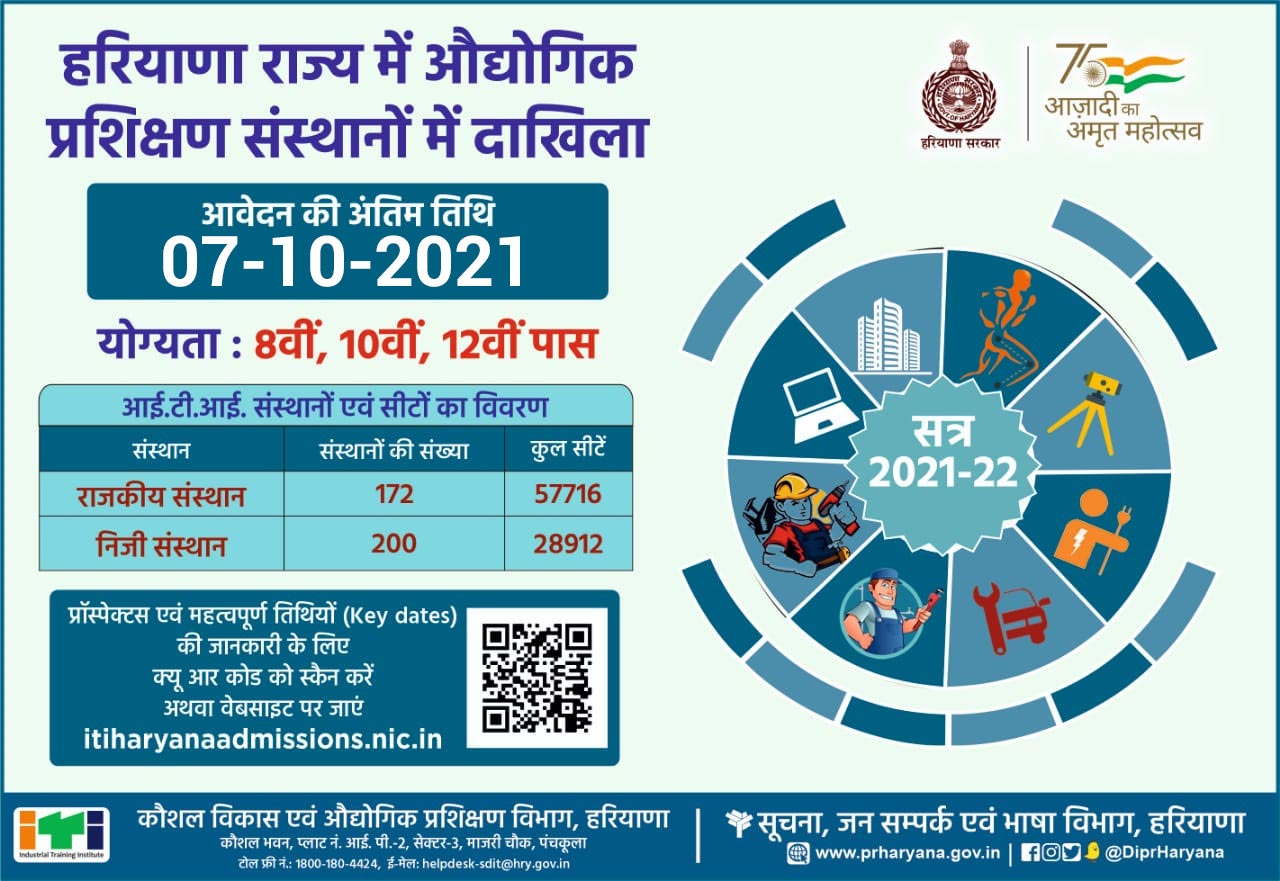 हरियाणा राज्य में औद्योगिक
प्रशिक्षण संस्थानों में दाखिला
हरियाणा सरकार
75
आज़ादी का
अमृत महोत्सव
आवेदन की अंतिम तिथि
07-10-2021
योग्यता : 8वीं, 10वीं, 12वीं पास
आई.टी.आई. संस्थानों एवं सीटों का विवरण
संस्थान संस्थानों की संख्या कुल सीटें
राजकीय संस्थान 172 57716
निजी संस्थान 200 28912
सत्र
2021-22
प्रॉस्पेक्टस एवं महत्वपूर्ण तिथियों (Key dates)
की जानकारी के लिए
क्यू आर कोड को स्कैन करें
अथवा वेबसाइट पर जाएं
itiharyanaadmissions.nic.in
iTi
Industrial Training Institute
कौशल विकास एवं औद्योगिक प्रशिक्षण विभाग, हरियाणा
कौशल भवन, प्लाट नं. आई. पी.-2, सेक्टर-3, माजरी चौक, पंचकूला
टोल फ्री नं.: 1800-180-4424, ई-मेल: helpdesk-sdit@hry.gov.in
सूचना, जन सम्पर्क एवं भाषा विभाग, हरियाणा
www.prharyana.gov.in | @DiprHaryana